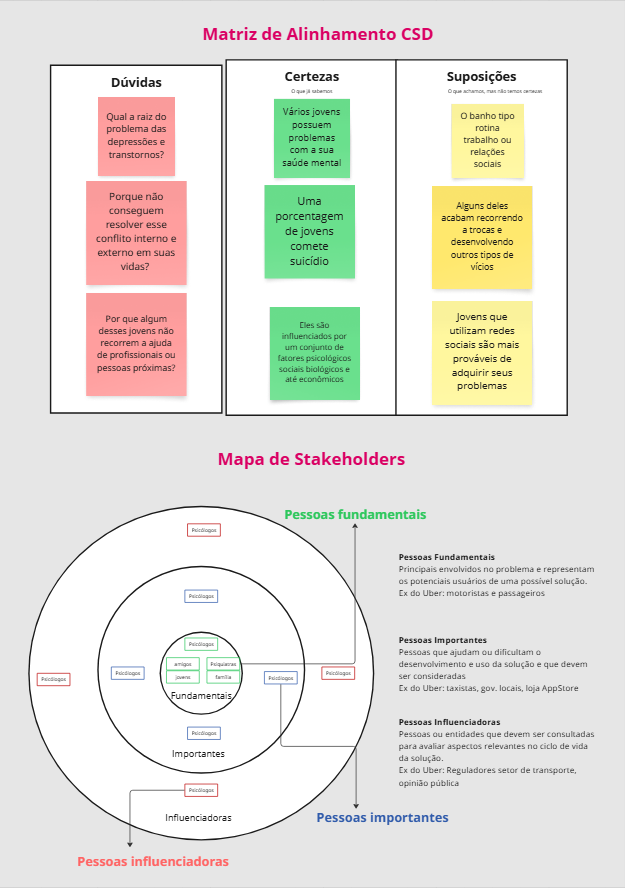 Matriz de Alinhamento CSD
Dúvidas
Qual a raiz do
problema das
depressões e
transtornos?
Porque não
conseguem
resolver esse
conflito interno e
externo em suas
vidas?
Por que algum
desses jovens não
recorrem a ajuda
de profissionais ou
pessoas próximas?
Certezas
O que já sabemos
Vários jovens
possuem
problemas
com a sua
saúde mental
Uma
porcentagem
de jovens
comete
suicídio
Eles são
influenciados por
um conjunto de
fatores psicológicos
sociais biológicos e
até econômicos
Suposições
O que achamos, mas não temos certezas
O banho tipo
rotina
trabalho ou
relações
sociais
Alguns deles
acabam recorrendo
a trocas e
desenvolvendo
outros tipos de
vícios
Jovens que
utilizam redes
sociais são mais
prováveis de
adquirir seus
problemas
Mapa de Stakeholders
Pessoas fundamentais
Psicólogos
Psicólogos
Psicólogos
amigos
Psiquiatras
jovens
família
Fundamentais
Psicólogos
Psicólogos
Psicólogos
Psicólogos
Psicólogos
Importantes
Psicólogos
Influenciadoras
Pessoas Fundamentais
Principais envolvidos no problema e representam
os potenciais usuários de uma possível solução.
Ex do Uber: motoristas e passageiros
Pessoas Importantes
Pessoas que ajudam ou dificultam o
desenvolvimento e uso da solução e que devem
ser consideradas
Ex do Uber: taxistas, gov. locais, loja AppStore
Pessoas Influenciadoras
Pessoas ou entidades que devem ser consultadas
para avaliar aspectos relevantes no ciclo de vida
da solução.
Ex do Uber: Reguladores setor de transporte,
opinião pública
Pessoas importantes
Pessoas influenciadoras